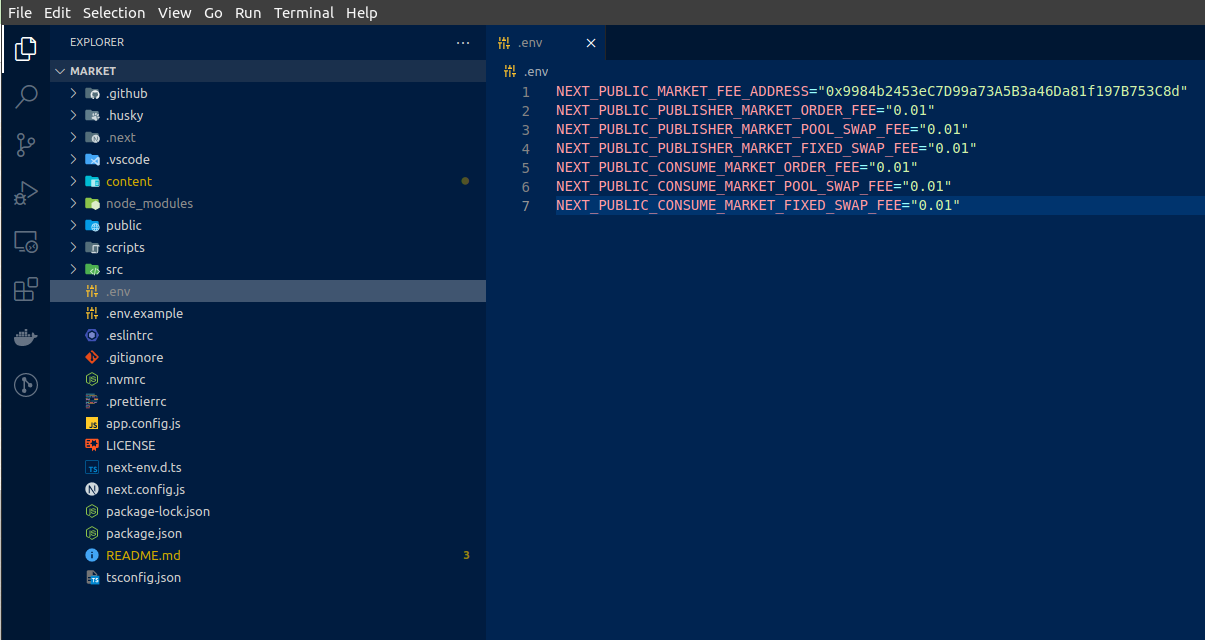 File Edit Selection View Go Run Terminal Help
EXPLORER
MARKET
.github
.husky
.next
.vscode
content
node_modules
public
scripts
src
.env
.env.example
.eslintrc
.gitignore
.nvmrc
.prettierrc
app.config.js
LICENSE
next-env.d.ts
next.config.js
package-lock.json
package.json
README.md 3
tsconfig.json
.env
.env
1 NEXT_PUBLIC_MARKET_FEE_ADDRESS="0x9984b2453eC7D99a73A5B3a46Da81f197B753C8d"
2 NEXT_PUBLIC_PUBLISHER_MARKET_ORDER_FEE="0.01"
3 NEXT_PUBLIC_PUBLISHER_MARKET_POOL_SWAP_FEE="0.01"
4 NEXT_PUBLIC_PUBLISHER_MARKET_FIXED_SWAP_FEE="0.01"
5 NEXT_PUBLIC_CONSUME_MARKET_ORDER_FEE="0.01"
6 NEXT_PUBLIC_CONSUME_MARKET_POOL_SWAP_FEE="0.01"
7 NEXT_PUBLIC_CONSUME_MARKET_FIXED_SWAP_FEE="0.01"